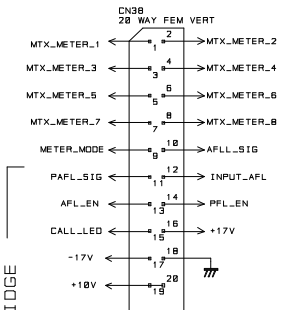 CN38
20 WAY FEM VERT
MTX_METER_1 1 2 MTX_METER_2
MTX_METER_3 3 4 MTX_METER_4
MTX_METER_5 5 6 MTX_METER_6
MTX_METER_7 7 8 MTX_METER_8
METER_MODE 9 10 AFLL_SIG
PAFL_SIG 11 12 INPUT_AFL
AFL_EN 13 14 PFL_EN
CALL_LED 15 16 +17V
-17V 17 18
+10V 19 20
IDGE